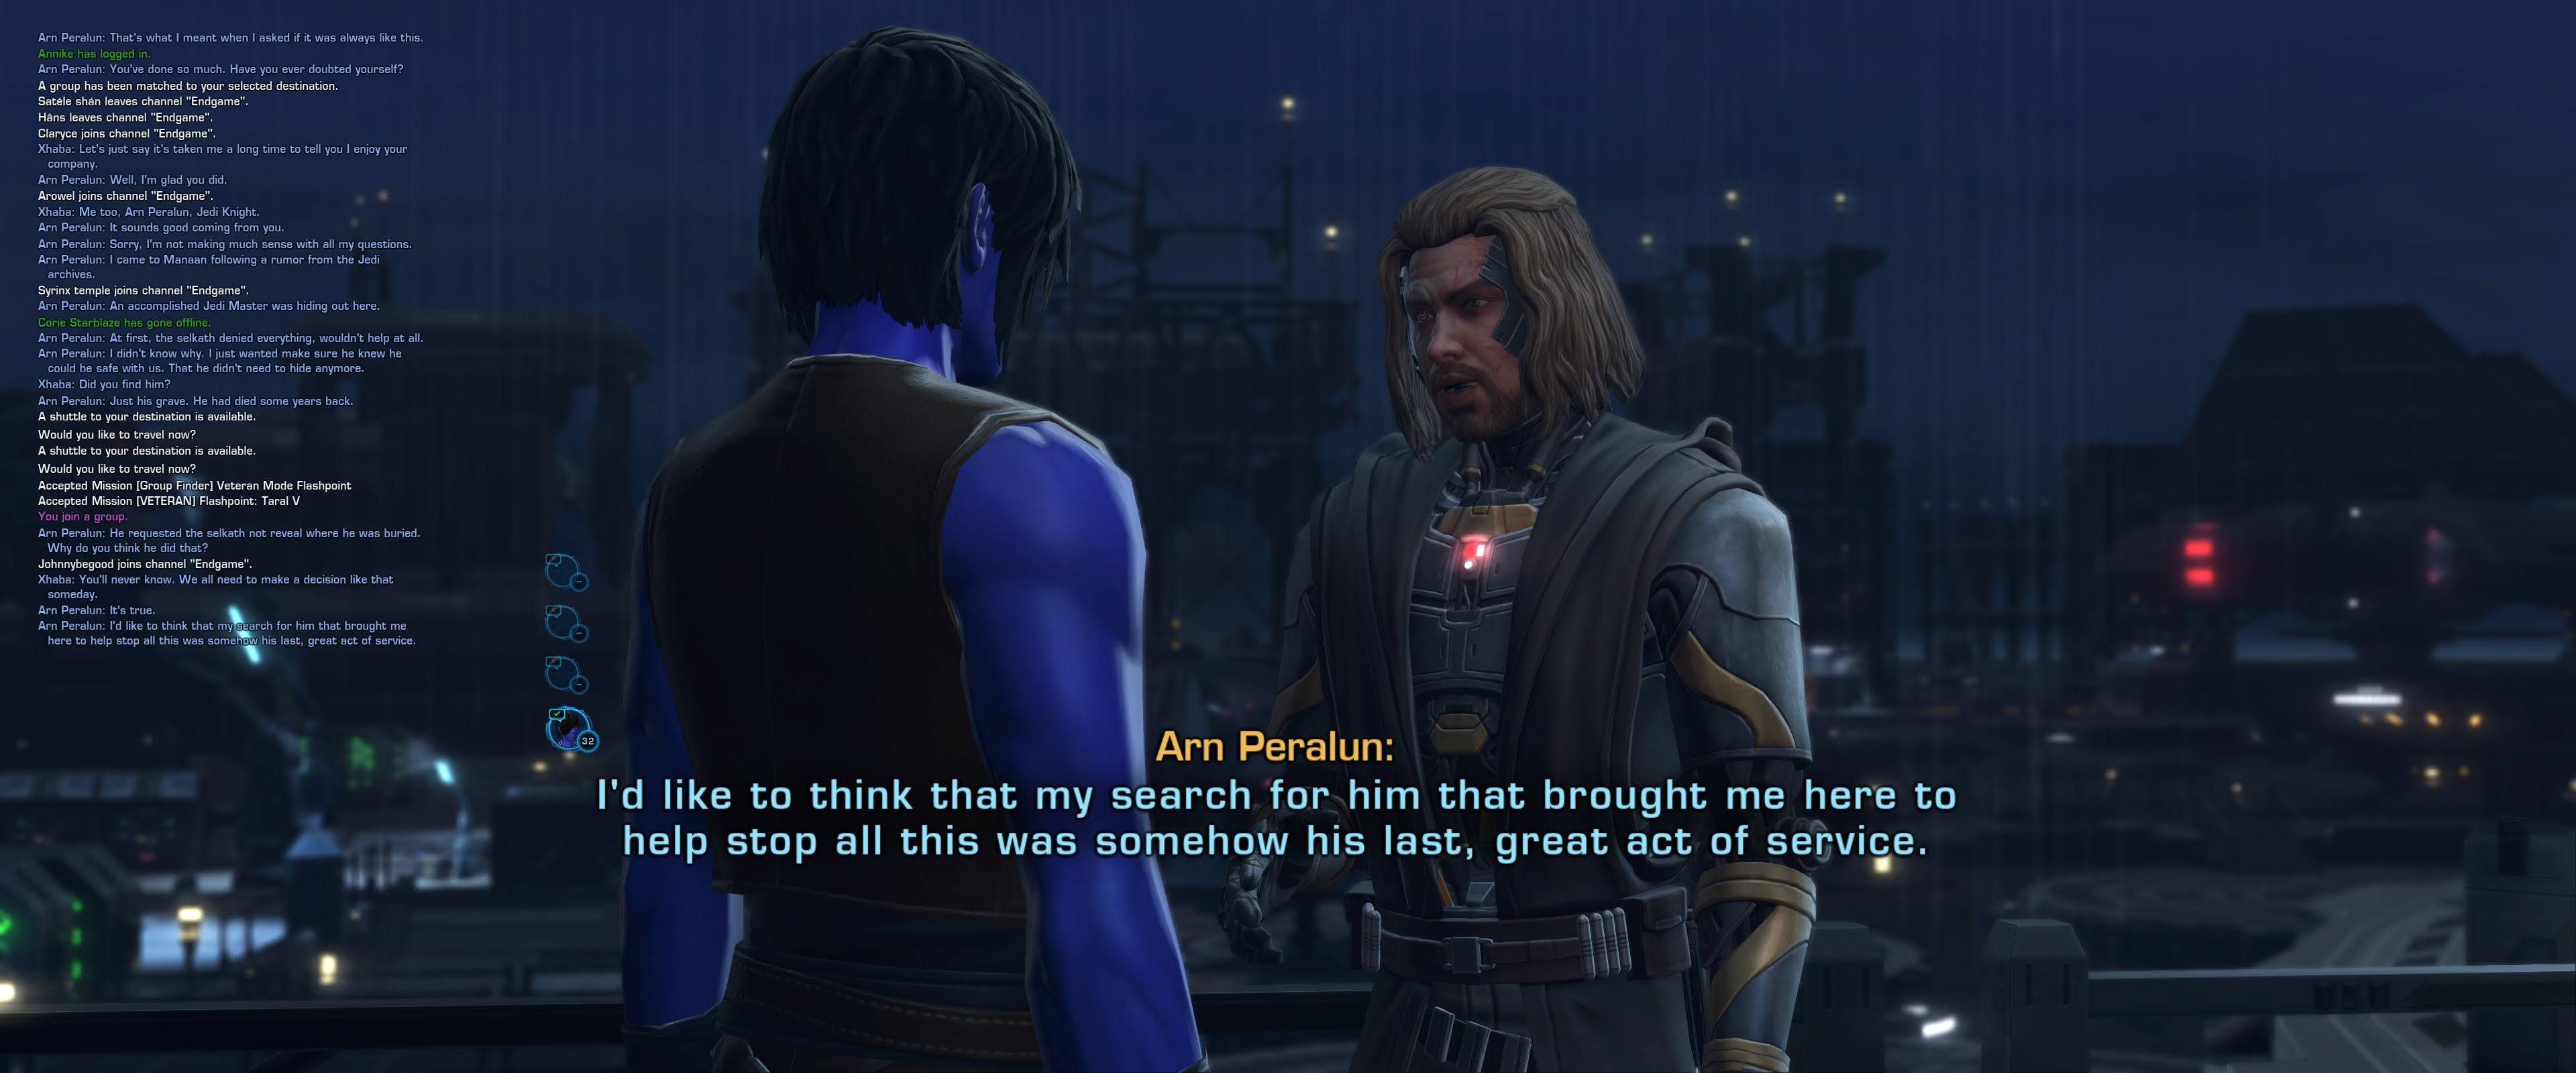 Arn Peralun: That's what I meant when I asked if it was always like this.
Annike has logged in.
Arn Peralun: You've done so much. Have you ever doubted yourself?
A group has been matched to your selected destination.
Satéle shán leaves channel "Endgame".
Hâns leaves channel "Endgame".
Claryce joins channel "Endgame".
Xhaba: Let's just say it's taken me a long time to tell you I enjoy your
company.
Arn Peralun: Well, I'm glad you did.
Arowel joins channel "Endgame".
Xhaba: Me too, Arn Peralun, Jedi Knight.
Arn Peralun: It sounds good coming from you.
Arn Peralun: Sorry, I'm not making much sense with all my questions.
Arn Peralun: I came to Manaan following a rumor from the Jedi
archives.
Syrinx temple joins channel "Endgame".
Arn Peralun: An accomplished Jedi Master was hiding out here.
Corie Starblaze has gone offline.
Arn Peralun: At first, the selkath denied everything, wouldn't help at all.
Arn Peralun: I didn't know why. I just wanted make sure he knew he
could be safe with us. That he didn't need to hide anymore.
Xhaba: Did you find him?
Arn Peralun: Just his grave. He had died some years back.
A shuttle to your destination is available.
Would you like to travel now?
A shuttle to your destination is available.
Would you like to travel now?
Accepted Mission [Group Finder] Veteran Mode Flashpoint
Accepted Mission [VETERAN] Flashpoint: Taral V
You join a group.
Arn Peralun: He requested the selkath not reveal where he was buried.
Why do you think he did that?
Johnnybegood joins channel "Endgame".
Xhaba: You'll never know. We all need to make a decision like that
someday.
Arn Peralun: It's true.
Arn Peralun: I'd like to think that my search for him that brought me
here to help stop all this was somehow his last, great act of service.
32
Arn Peralun:
I'd like to think that my search for him that brought me here to
help stop all this was somehow his last, great act of service.